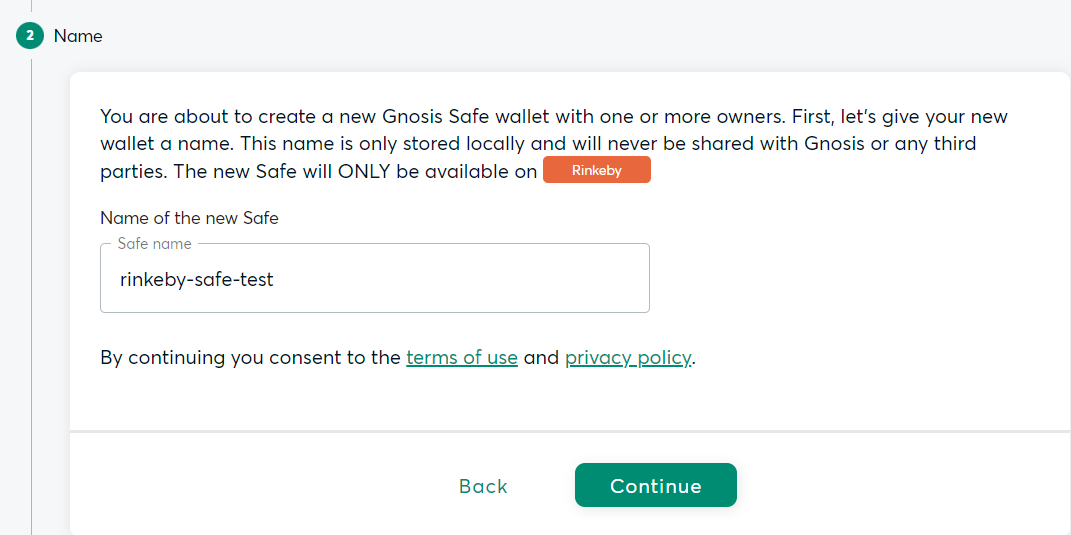 2 Name
You are about to create a new Gnosis Safe wallet with one or more owners. First, let's give your new
wallet a name. This name is only stored locally and will never be shared with Gnosis or any third
parties. The new Safe will ONLY be available on Rinkeby
Name of the new Safe
Safe name
rinkeby-safe-test
By continuing you consent to the terms of use and privacy policy.
Back Continue